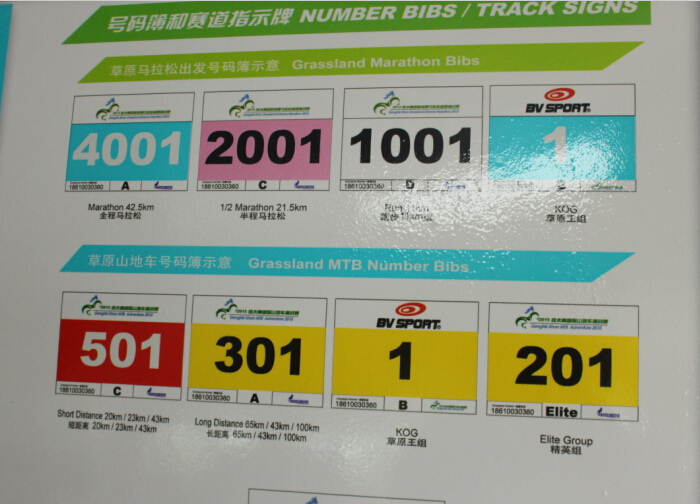 号码簿和赛道指示牌 NUMBER BIBS / TRACK SIGNS
草原马拉松出发号码簿示意 Grassland Marathon Bibs
4001
18610030360 A
Marathon 42.5km
全程马拉松
2001
18610030360 C
1/2 Marathon 21.5km
半程马拉松
1001
18610030360 D
跑步
BV SPORT
1
18610030360
KOG
草原王组
草原山地车号码簿示意 Grassland MTB Number Bibs
501
18610030360 C
Short Distance 20km / 23km / 43km
短距离 20km / 23km / 43km
301
18610030360 A
Long Distance 65km / 43km / 100km
长距离 65km / 43km / 100km
BV SPORT
1
18610030360 B
KOG
草原王组
201
18610030360 Elite
Elite Group
精英组